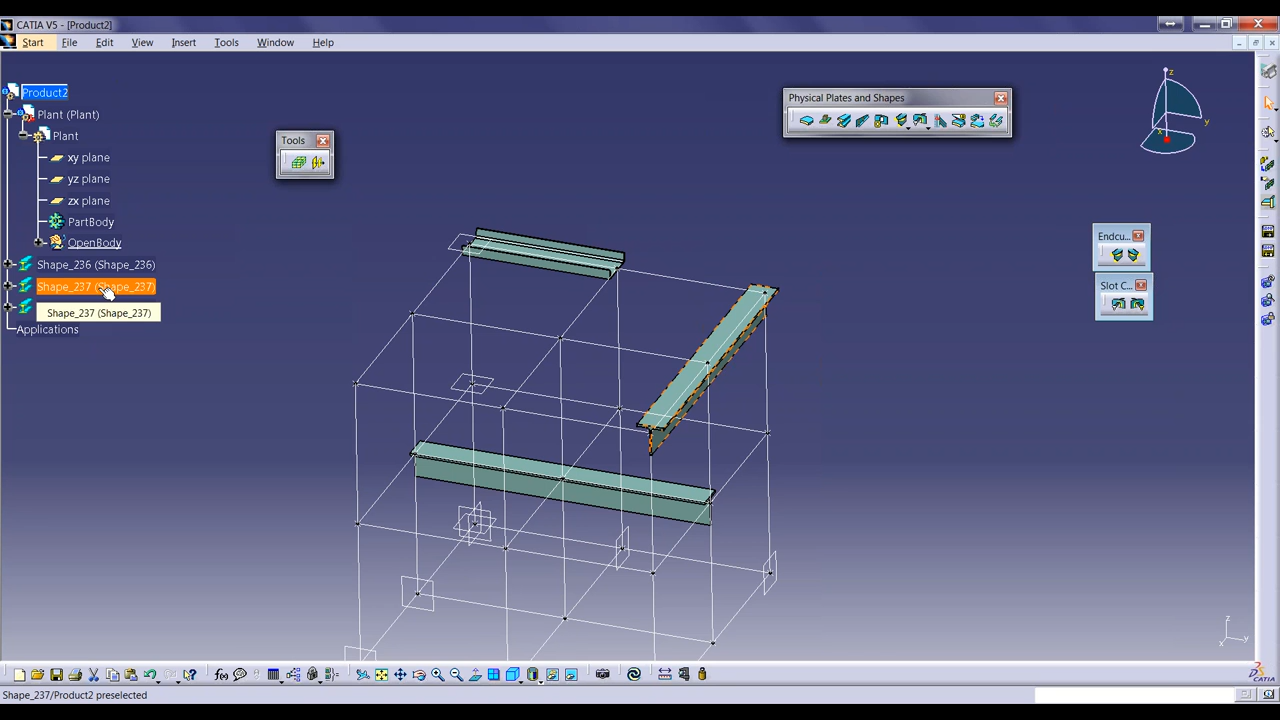 CATIA V5 - [Product2]
Start File Edit View Insert Tools Window Help
Product2
Plant (Plant)
Plant
xy plane
yz plane
zx plane
PartBody
OpenBody
Shape_236 (Shape_236)
Shape_237 (Shape_237)
Shape_237 (Shape_237)
Applications
Tools
Physical Plates and Shapes
z
y
x
Endcu...
Slot C...
z
y
x
CATIA
Shape_237/Product2 preselected